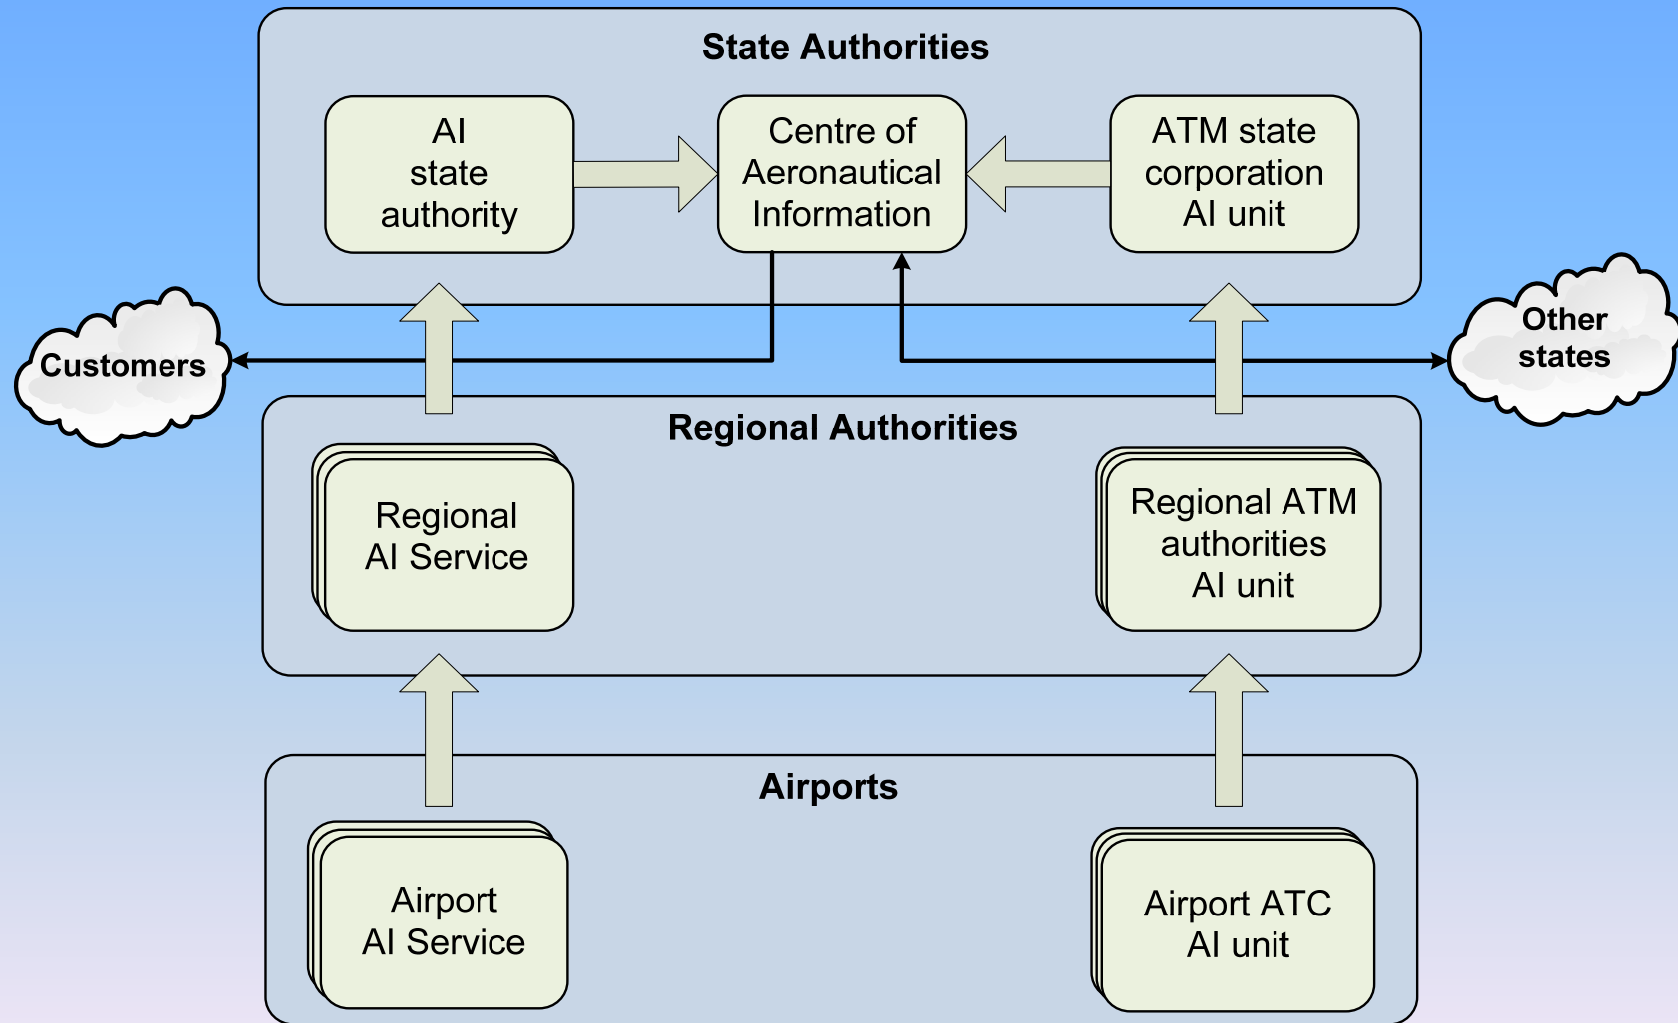 State Authorities
AI
state
authority
Centre of
Aeronautical
Information
ATM state
corporation
AI unit
Customers
Other
states
Regional Authorities
Regional
AI Service
Regional ATM
authorities
AI unit
Airports
Airport
AI Service
Airport ATC
AI unit